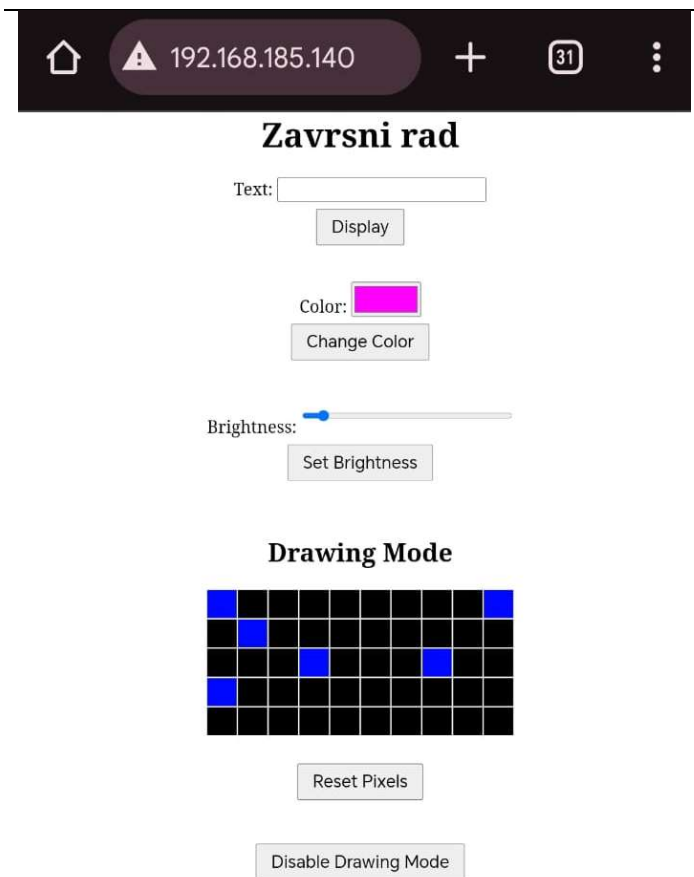 192.168.185.140
31
Zavrsni rad
Text:
Display
Color:
Change Color
Brightness:
Set Brightness
Drawing Mode
Reset Pixels
Disable Drawing Mode